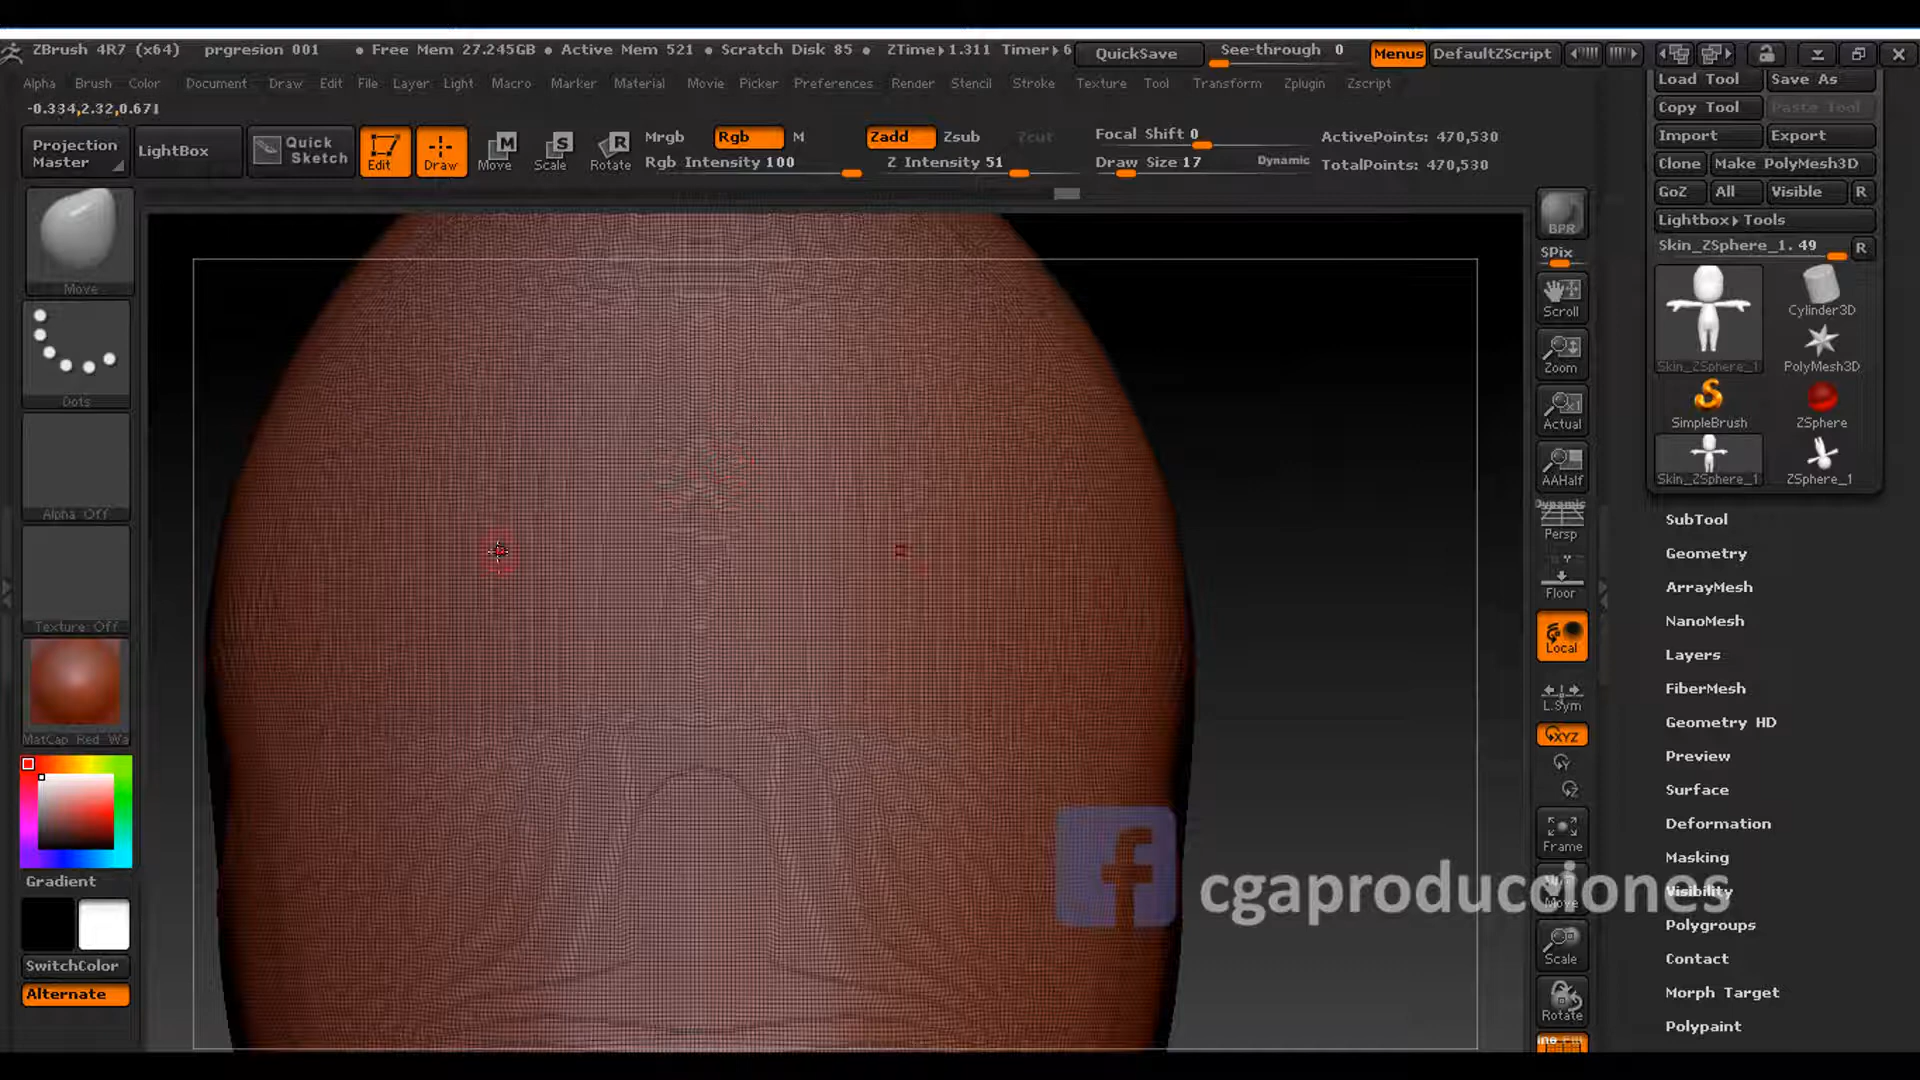 ZBrush 4R7 (x64) prgresion 001 • Free Mem 27.245GB • Active Mem 521 • Scratch Disk 85 • ZTime▸1.311 Timer▸6 QuickSave See-through 0 Menus DefaultZScript
Alpha Brush Color Document Draw Edit File Layer Light Macro Marker Material Movie Picker Preferences Render Stencil Stroke Texture Tool Transform Zplugin Zscript
-0.334,2.32,0.671
Projection Master
LightBox
Quick Sketch
Edit
Draw
Move
Scale
Rotate
Mrgb Rgb M
Rgb Intensity 100
Zadd Zsub Zcut
Z Intensity 51
Focal Shift 0
Draw Size 17 Dynamic
ActivePoints: 470,530
TotalPoints: 470,530
Move
Dots
Alpha Off
Texture Off
MatCap Red Wa
Gradient
SwitchColor
Alternate
BPR
SPix
Scroll
Zoom
Actual
AAHalf
Dynamic
Persp
Floor
Local
L.Sym
XYZ
Frame
Move
Scale
Rotate
Load Tool Save As
Copy Tool Paste Tool
Import Export
Clone Make PolyMesh3D
GoZ All Visible R
Lightbox▸Tools
Skin_ZSphere_1. 49 R
Skin_ZSphere_1
Cylinder3D
PolyMesh3D
SimpleBrush ZSphere
Skin_ZSphere_1 ZSphere_1
SubTool
Geometry
ArrayMesh
NanoMesh
Layers
FiberMesh
Geometry HD
Preview
Surface
Deformation
Masking
Visibility
Polygroups
Contact
Morph Target
Polypaint
f cgaproducciones